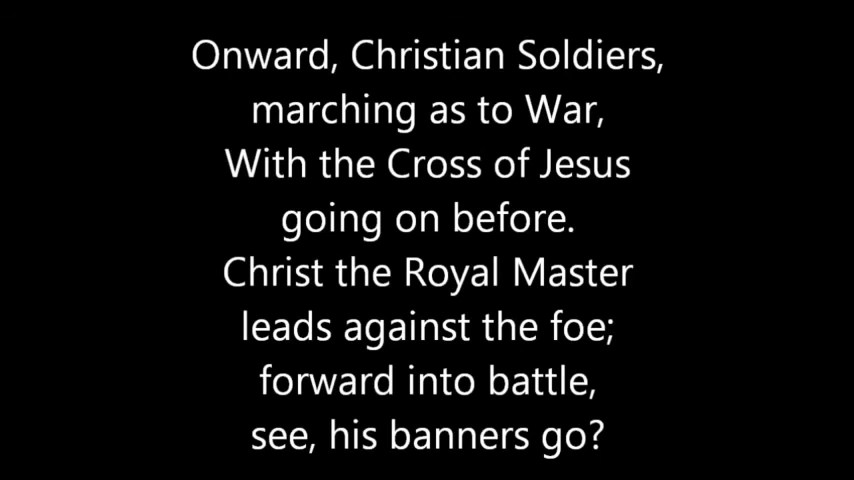 Onward, Christian Soldiers,
marching as to War,
With the Cross of Jesus
going on before.
Christ the Royal Master
leads against the foe;
forward into battle,
see, his banners go?